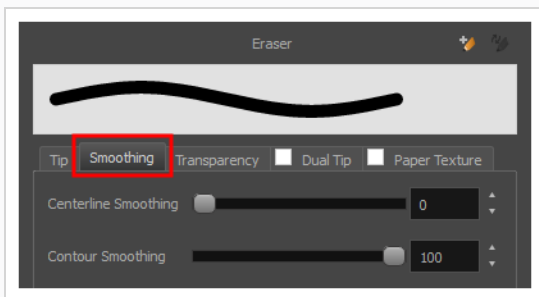 Eraser
Tip Smoothing Transparency Dual Tip Paper Texture
Centerline Smoothing 0
Contour Smoothing 100